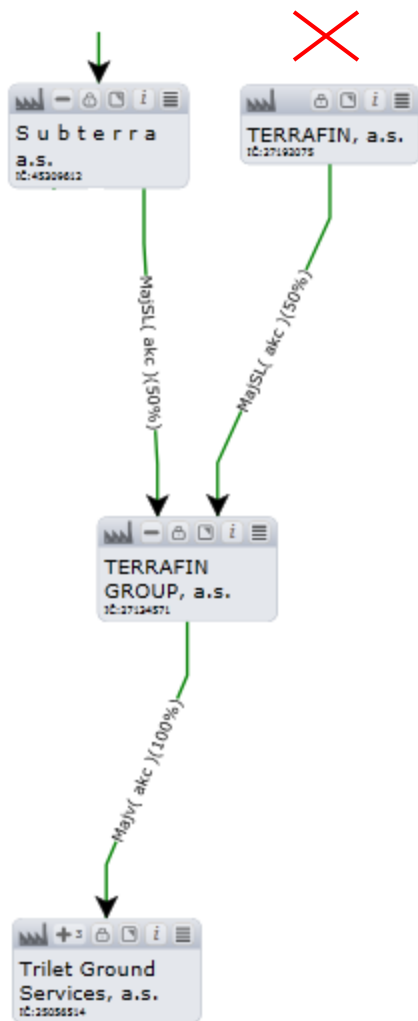 S u b t e r r a
a.s.
IČ:45309612
TERRAFIN, a.s.
IČ:27192075
MajSL( akc )(50%)
MajSL( akc )(50%)
TERRAFIN
GROUP, a.s.
IČ:27134571
Majv( akc )(100%)
3
Trilet Ground
Services, a.s.
IČ:25056514